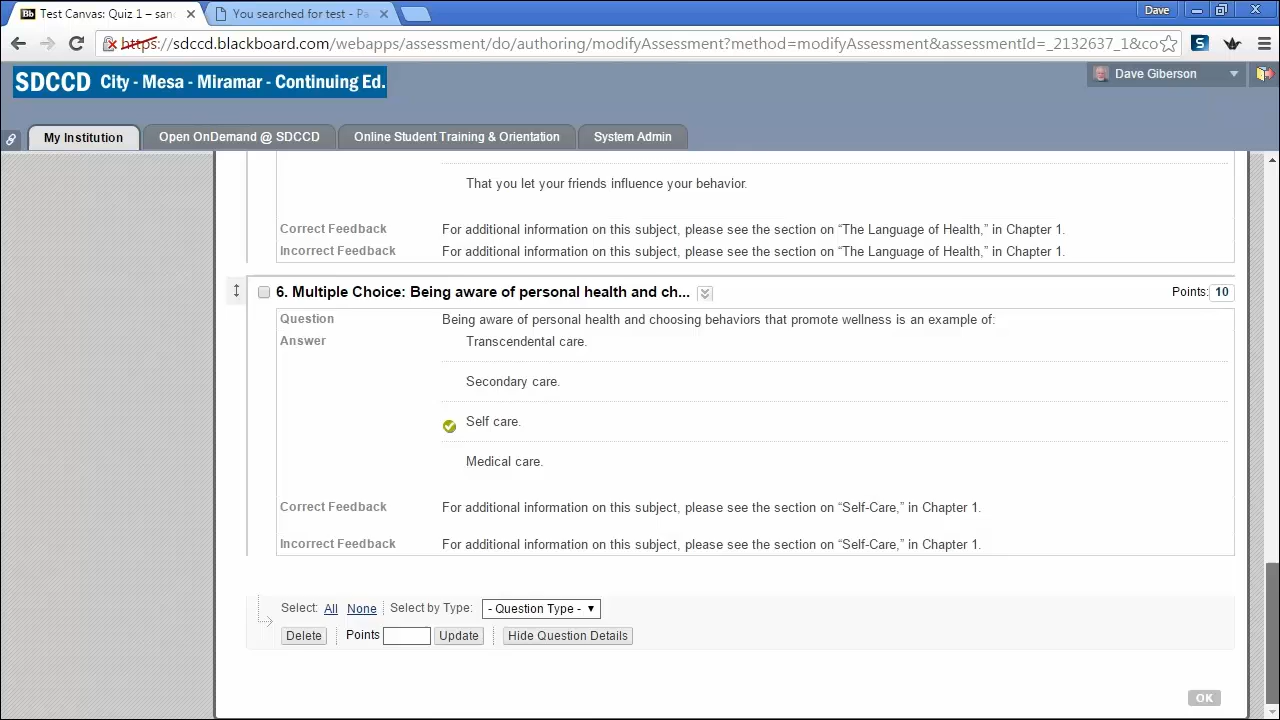 Bb Test Canvas: Quiz 1 – san
You searched for test - Pa
Dave
https://sdccd.blackboard.com/webapps/assessment/do/authoring/modifyAssessment?method=modifyAssessment&assessmentId=_2132637_1&co
S
SDCCD City - Mesa - Miramar - Continuing Ed.
Dave Giberson
My Institution
Open OnDemand @ SDCCD
Online Student Training & Orientation
System Admin
That you let your friends influence your behavior.
Correct Feedback For additional information on this subject, please see the section on “The Language of Health,” in Chapter 1.
Incorrect Feedback For additional information on this subject, please see the section on “The Language of Health,” in Chapter 1.
6. Multiple Choice: Being aware of personal health and ch... Points: 10
Question Being aware of personal health and choosing behaviors that promote wellness is an example of:
Answer Transcendental care.
Secondary care.
Self care.
Medical care.
Correct Feedback For additional information on this subject, please see the section on “Self-Care,” in Chapter 1.
Incorrect Feedback For additional information on this subject, please see the section on “Self-Care,” in Chapter 1.
Select: All None Select by Type: - Question Type -
Delete Points Update Hide Question Details
OK